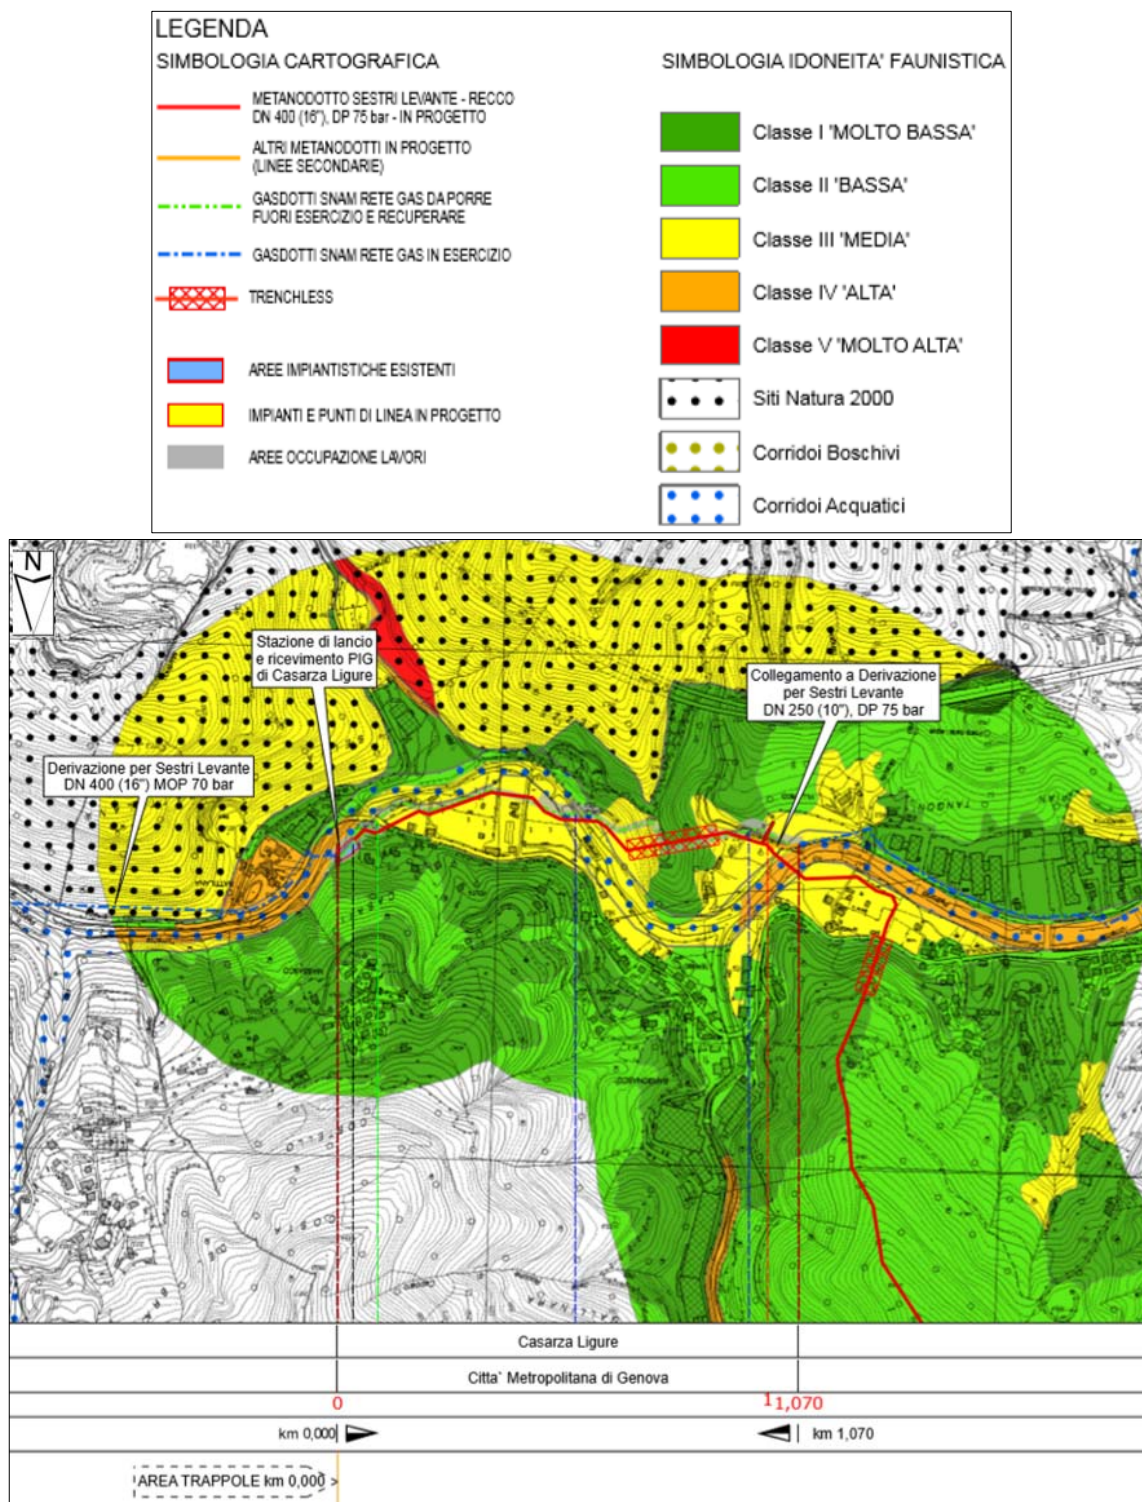 LEGENDA
SIMBOLOGIA CARTOGRAFICA
METANODOTTO SESTRI LEVANTE - RECCO
DN 400 (16"), DP 75 bar - IN PROGETTO
ALTRI METANODOTTI IN PROGETTO
(LINEE SECONDARIE)
GASDOTTI SNAM RETE GAS DA PORRE
FUORI ESERCIZIO E RECUPERARE
GASDOTTI SNAM RETE GAS IN ESERCIZIO
TRENCHLESS
AREE IMPIANTISTICHE ESISTENTI
IMPIANTI E PUNTI DI LINEA IN PROGETTO
AREE OCCUPAZIONE LAVORI
SIMBOLOGIA IDONEITA' FAUNISTICA
Classe I 'MOLTO BASSA'
Classe II 'BASSA'
Classe III 'MEDIA'
Classe IV 'ALTA'
Classe V 'MOLTO ALTA'
Siti Natura 2000
Corridoi Boschivi
Corridoi Acquatici
N
Stazione di lancio
e ricevimento PIG
di Casarza Ligure
Collegamento a Derivazione
per Sestri Levante
DN 250 (10"), DP 75 bar
Derivazione per Sestri Levante
DN 400 (16") MOP 70 bar
Casarza Ligure
Citta` Metropolitana di Genova
0
1 1,070
km 0,000
km 1,070
AREA TRAPPOLE km 0,000 >